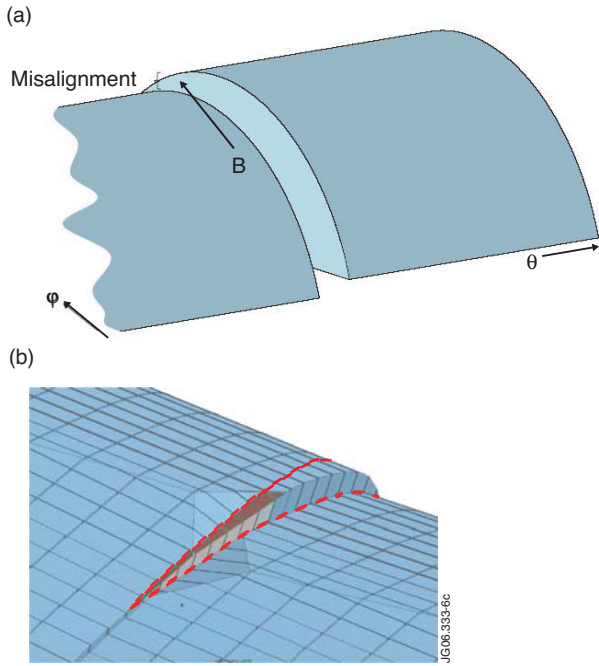 (a)
Misalignment
B
θ
φ
(b)
JG06.333-6c